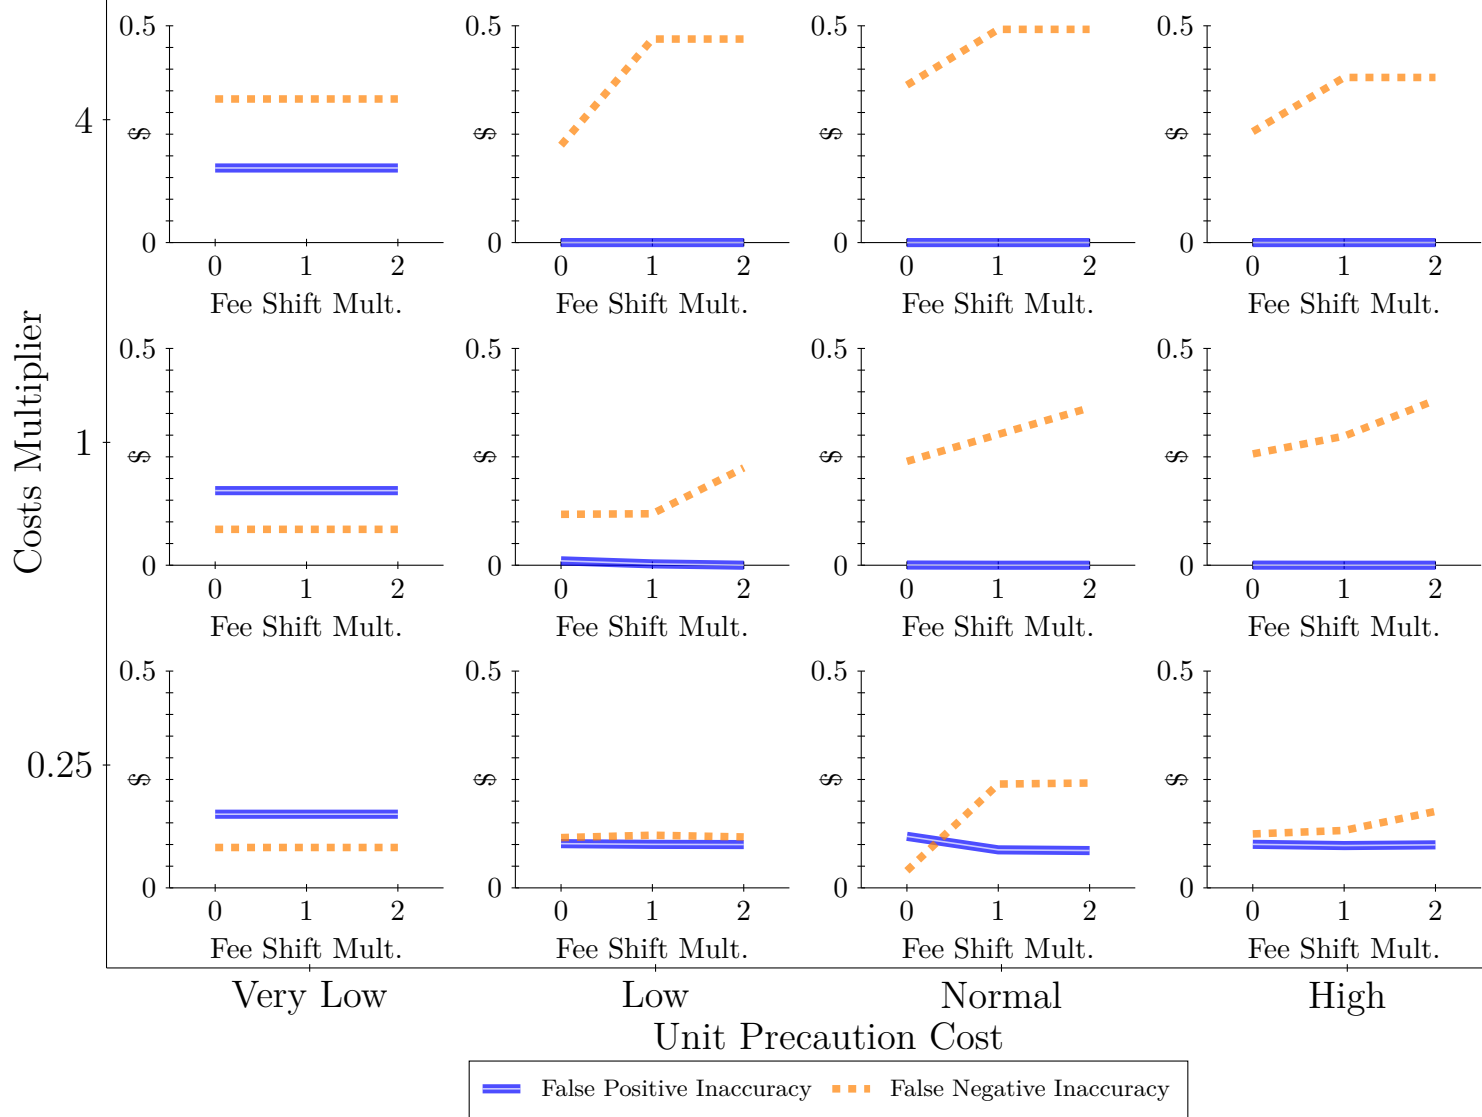 0.5 0.5 0.5 0.5
4 $ $ $ $
0 0 0 0
0 1 2 0 1 2 0 1 2 0 1 2
Fee Shift Mult. Fee Shift Mult. Fee Shift Mult. Fee Shift Mult.
Costs Multiplier
0.5 0.5 0.5 0.5
1 $ $ $ $
0 0 0 0
0 1 2 0 1 2 0 1 2 0 1 2
Fee Shift Mult. Fee Shift Mult. Fee Shift Mult. Fee Shift Mult.
0.5 0.5 0.5 0.5
0.25 $ $ $ $
0 0 0 0
0 1 2 0 1 2 0 1 2 0 1 2
Fee Shift Mult. Fee Shift Mult. Fee Shift Mult. Fee Shift Mult.
Very Low Low Normal High
Unit Precaution Cost
False Positive Inaccuracy False Negative Inaccuracy